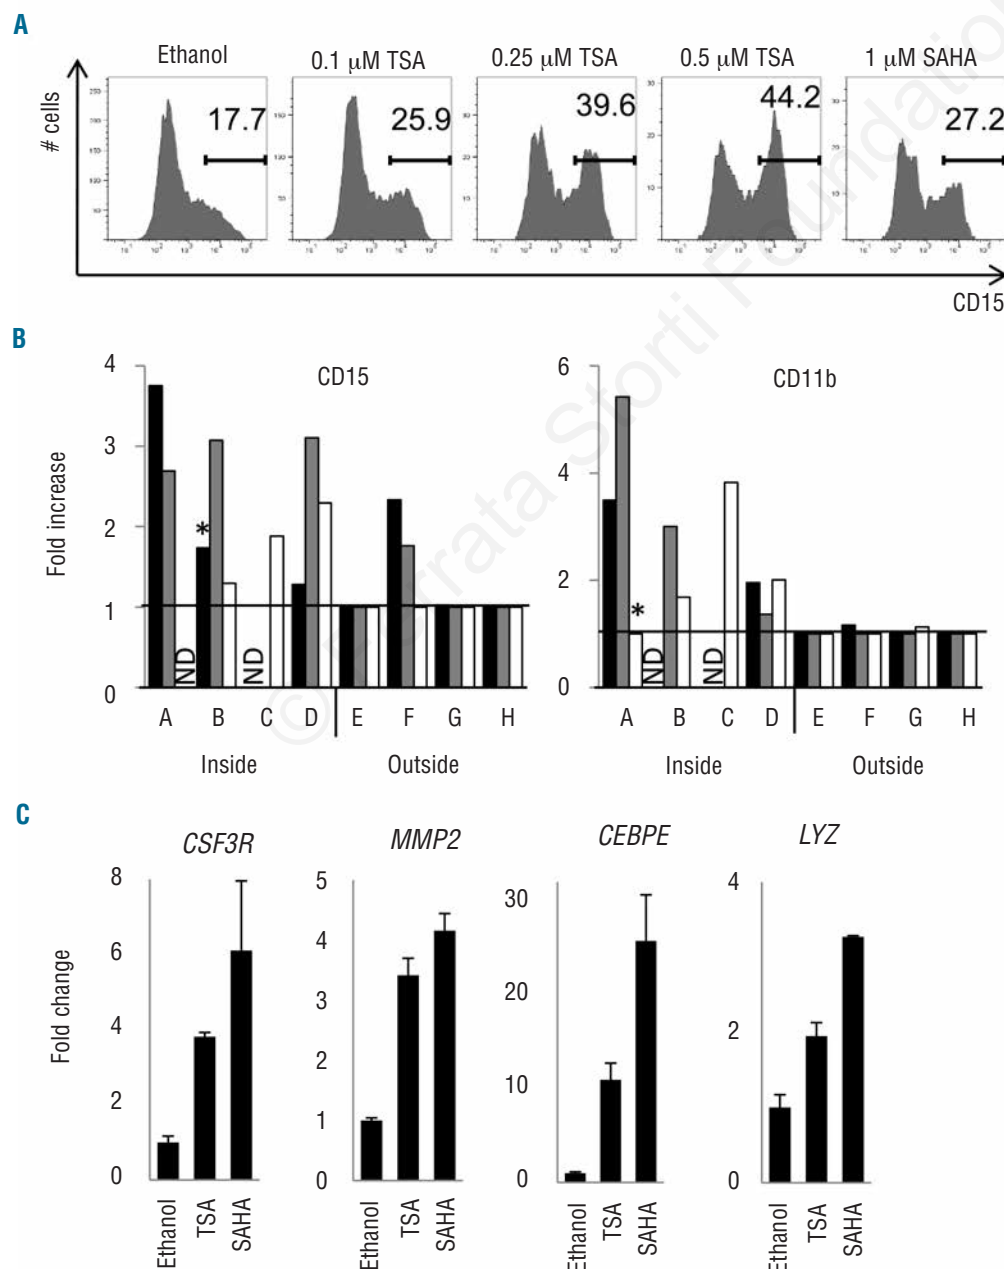 A
Ethanol
0.1 μM TSA
0.25 μM TSA
0.5 μM TSA
1 μM SAHA
# cells
17.7
25.9
39.6
44.2
27.2
CD15
B
CD15
CD11b
Fold increase
4
3
2
1
0
*
ND
ND
A B C D E F G H
Inside Outside
6
4
2
0
*
ND
ND
A B C D E F G H
Inside Outside
C
CSF3R
MMP2
CEBPE
LYZ
Fold change
8
6
4
2
0
Ethanol
TSA
SAHA
5
4
3
2
1
0
Ethanol
TSA
SAHA
30
20
10
0
Ethanol
TSA
SAHA
4
2
0
Ethanol
TSA
SAHA
© Ferrata Storti Foundation